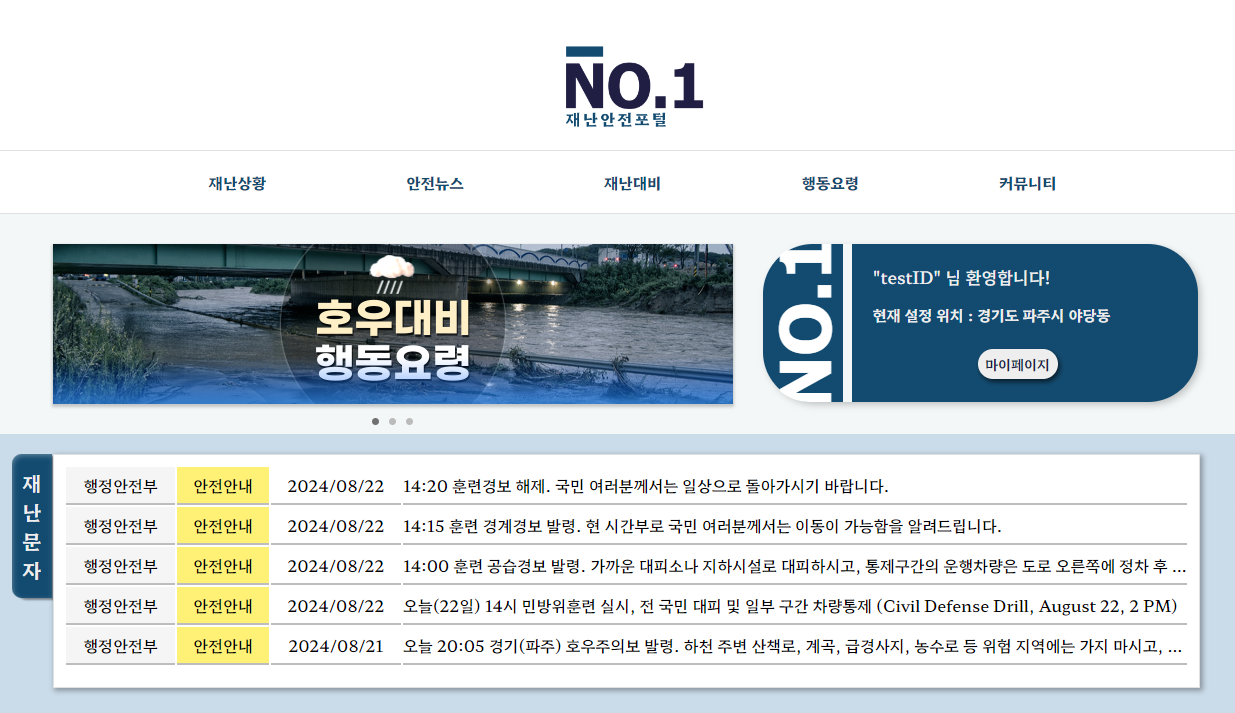 NO.1
재난안전포털
재난상황 안전뉴스 재난대비 행동요령 커뮤니티
호우대비
행동요령
NO.1
"testID" 님 환영합니다!
현재 설정 위치 : 경기도 파주시 야당동
마이페이지
재난문자
행정안전부 안전안내 2024/08/22 14:20 훈련경보 해제. 국민 여러분께서는 일상으로 돌아가시기 바랍니다.
행정안전부 안전안내 2024/08/22 14:15 훈련 경계경보 발령. 현 시간부로 국민 여러분께서는 이동이 가능함을 알려드립니다.
행정안전부 안전안내 2024/08/22 14:00 훈련 공습경보 발령. 가까운 대피소나 지하시설로 대피하시고, 통제구간의 운행차량은 도로 오른쪽에 정차 후 ...
행정안전부 안전안내 2024/08/22 오늘(22일) 14시 민방위훈련 실시, 전 국민 대피 및 일부 구간 차량통제 (Civil Defense Drill, August 22, 2 PM)
행정안전부 안전안내 2024/08/21 오늘 20:05 경기(파주) 호우주의보 발령. 하천 주변 산책로, 계곡, 급경사지, 농수로 등 위험 지역에는 가지 마시고, ...